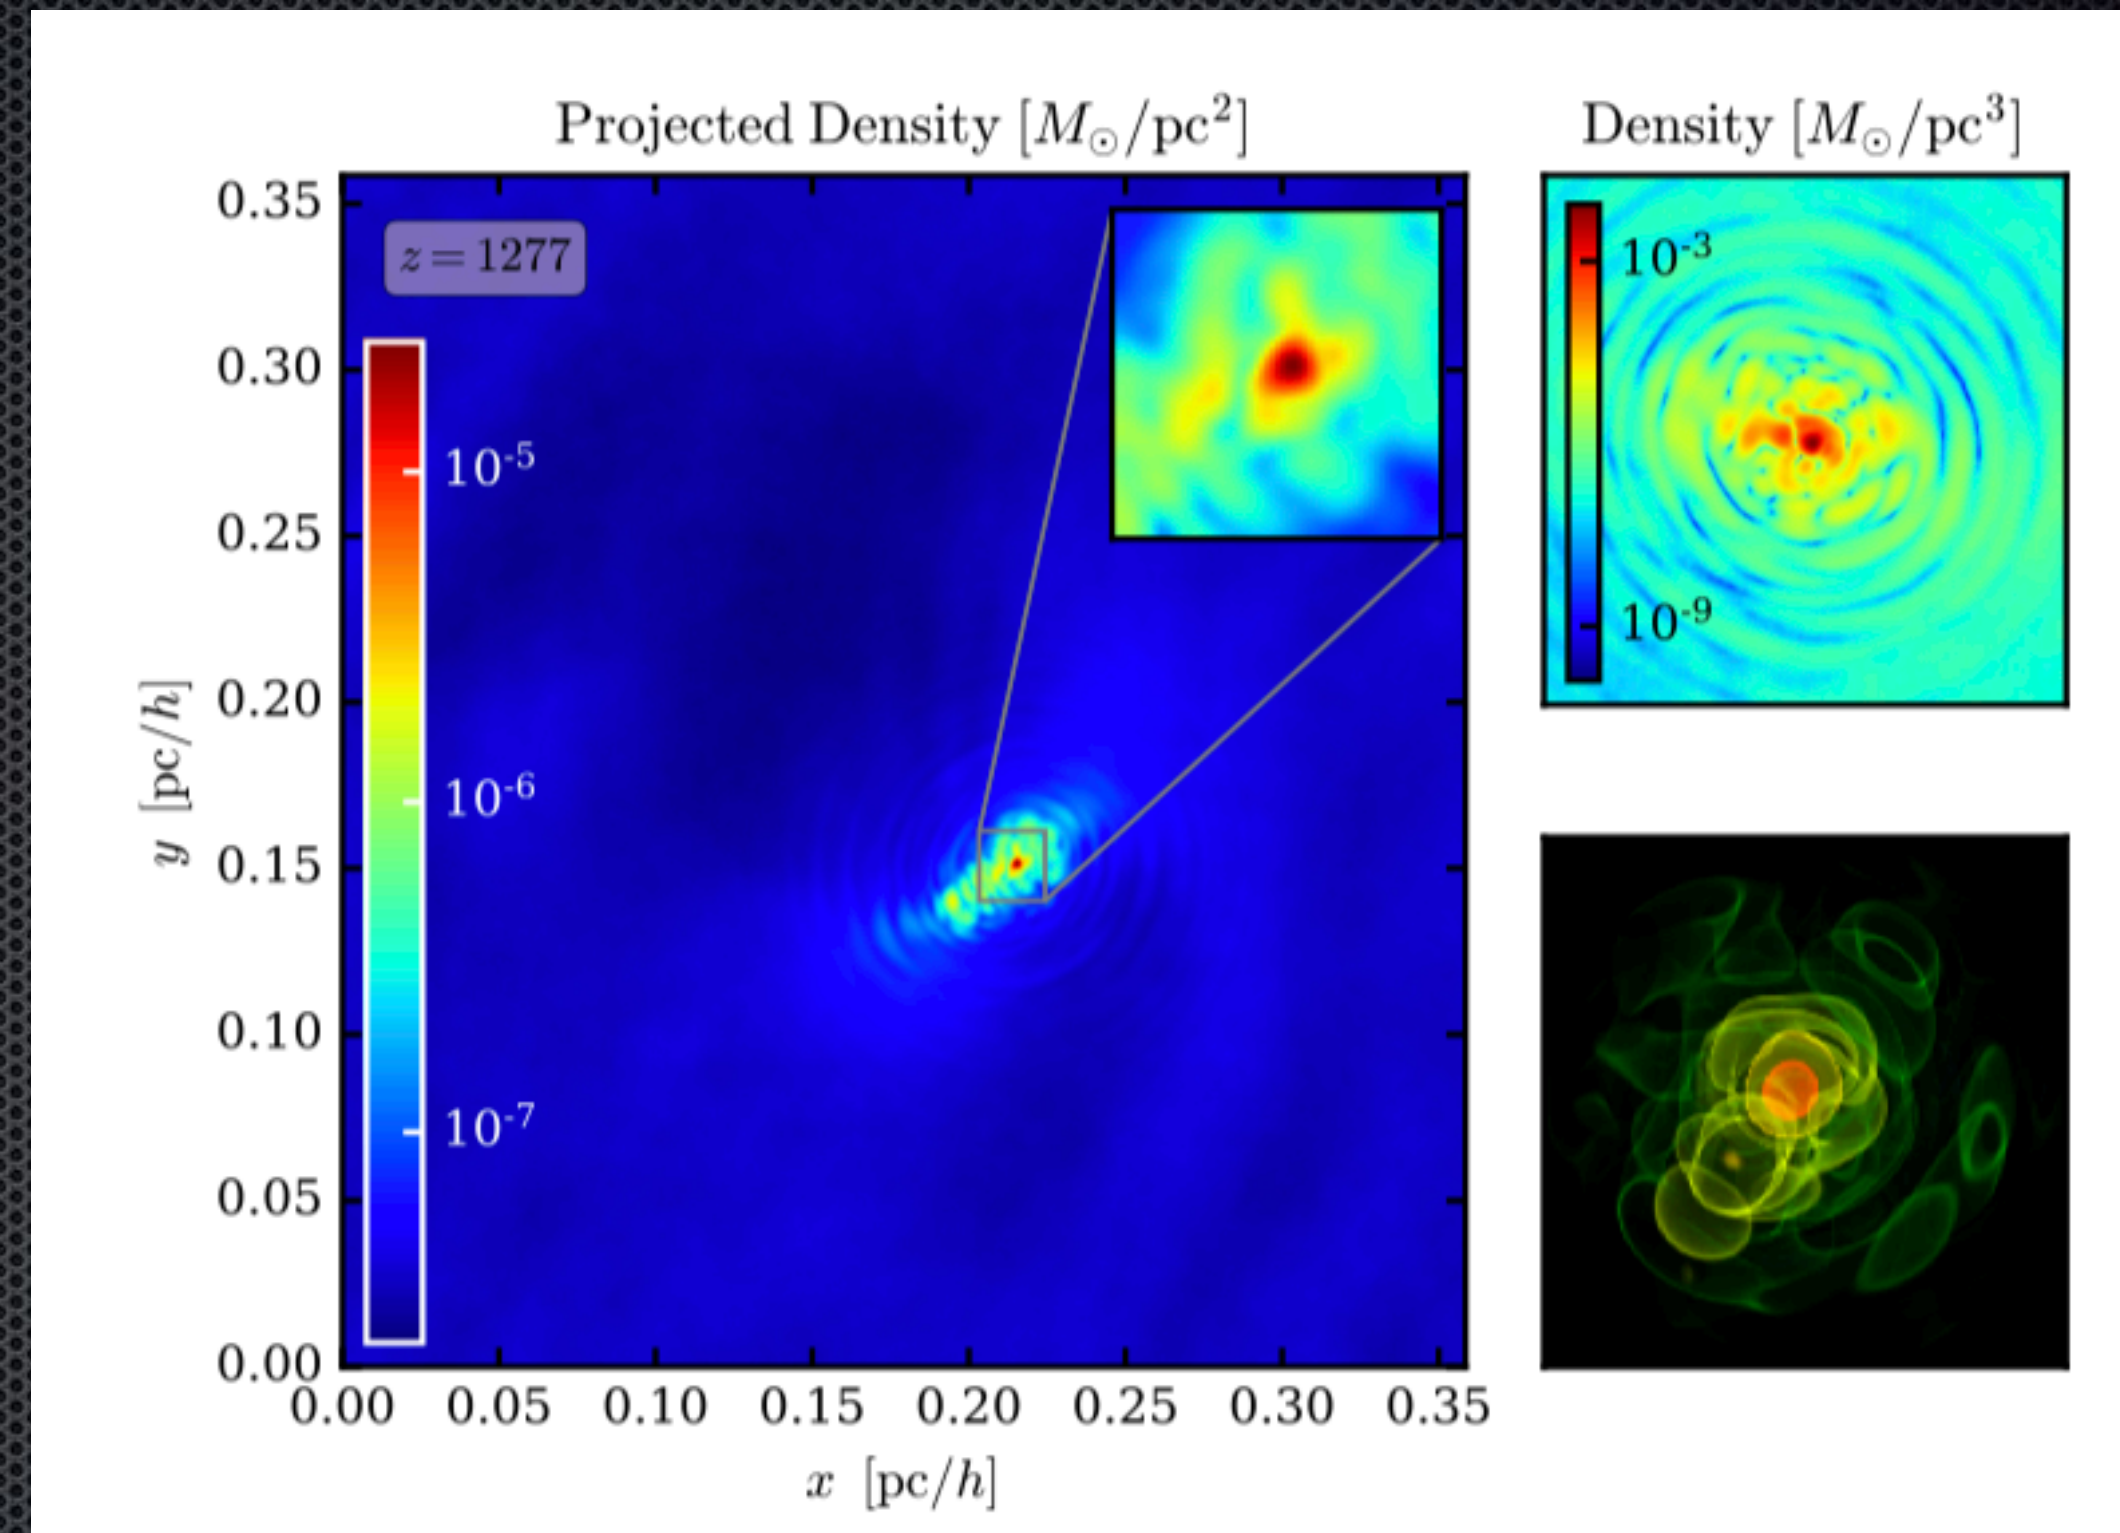 Projected Density [M☉/pc²]
Density [M☉/pc³]
z = 1277
0.35
0.30
0.25
0.20
0.15
0.10
0.05
0.00
y [pc/h]
10⁻⁵
10⁻⁶
10⁻⁷
0.00 0.05 0.10 0.15 0.20 0.25 0.30 0.35
x [pc/h]
10⁻³
10⁻⁹